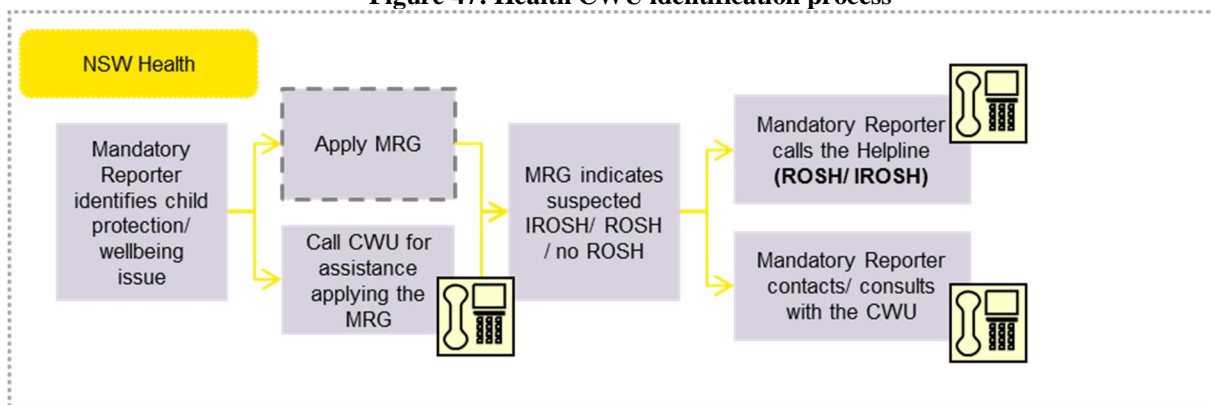 Figure 47: Health CWU identification process
NSW Health
Mandatory
Reporter
identifies child
protection/
wellbeing
issue
Apply MRG
Call CWU for
assistance
applying the
MRG
MRG indicates
suspected
IROSH/ ROSH
/ no ROSH
Mandatory Reporter
calls the Helpline
(ROSH/ IROSH)
Mandatory Reporter
contacts/ consults
with the CWU